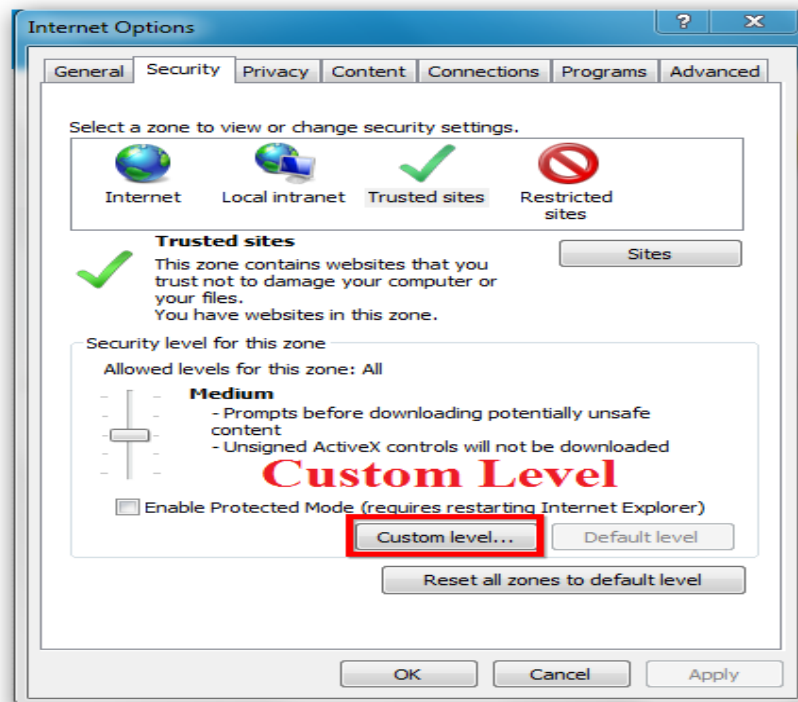 Internet Options
?
X
General Security Privacy Content Connections Programs Advanced
Select a zone to view or change security settings.
Internet Local intranet Trusted sites Restricted
sites
Trusted sites
Sites
This zone contains websites that you
trust not to damage your computer or
your files.
You have websites in this zone.
Security level for this zone
Allowed levels for this zone: All
Medium
- Prompts before downloading potentially unsafe
content
- Unsigned ActiveX controls will not be downloaded
Custom Level
Enable Protected Mode (requires restarting Internet Explorer)
Custom level... Default level
Reset all zones to default level
OK Cancel Apply